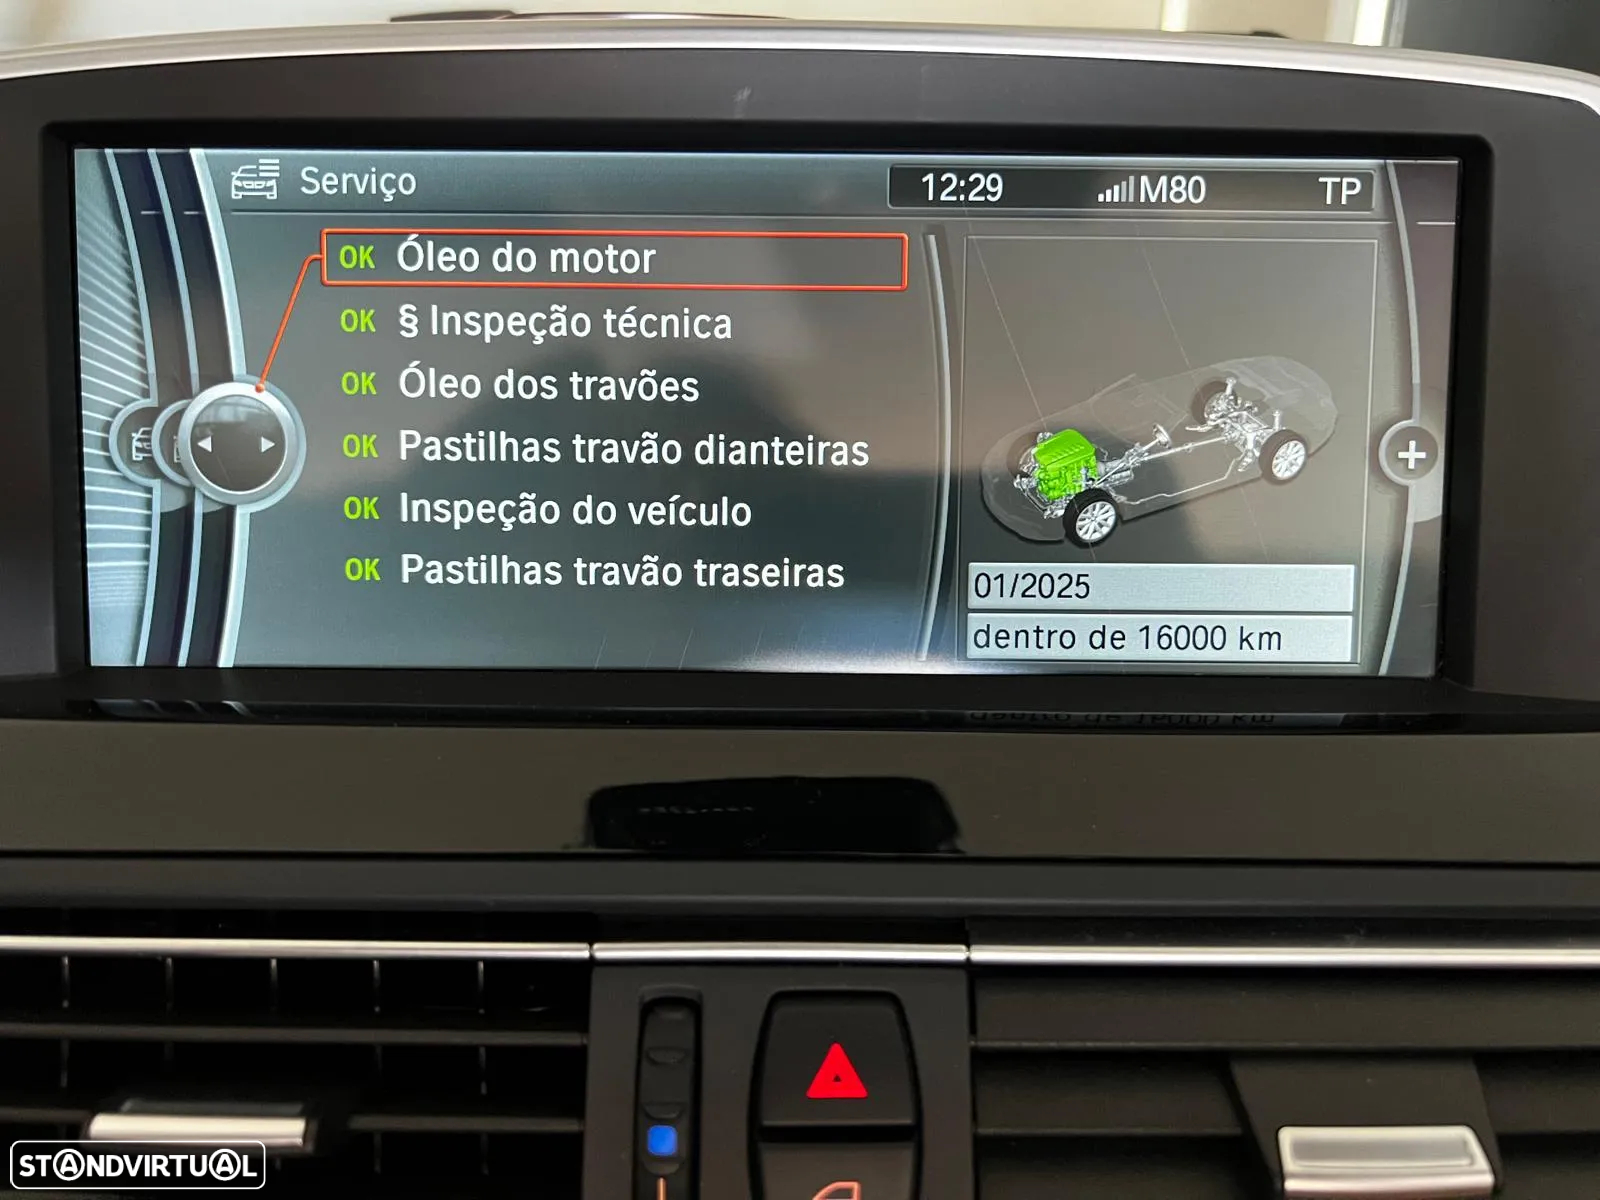 Serviço
12:29 M80 TP
OK Óleo do motor
OK § Inspeção técnica
OK Óleo dos travões
OK Pastilhas travão dianteiras
OK Inspeção do veículo
OK Pastilhas travão traseiras
01/2025
dentro de 16000 km
STANDVIRTUAL